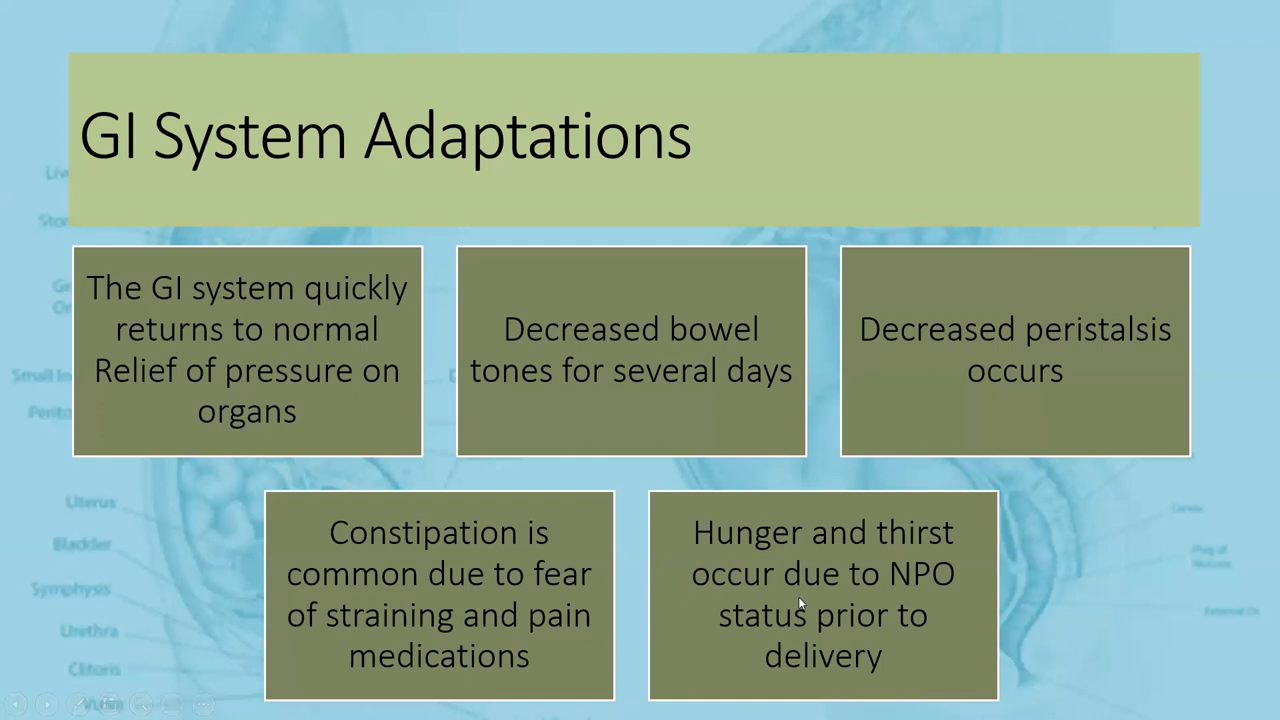 GI System Adaptations
The GI system quickly
returns to normal
Relief of pressure on
organs
Decreased bowel
tones for several days
Decreased peristalsis
occurs
Constipation is
common due to fear
of straining and pain
medications
Hunger and thirst
occur due to NPO
status prior to
delivery
Uterus
Bladder
Symphysis
Urethra
Clitoris